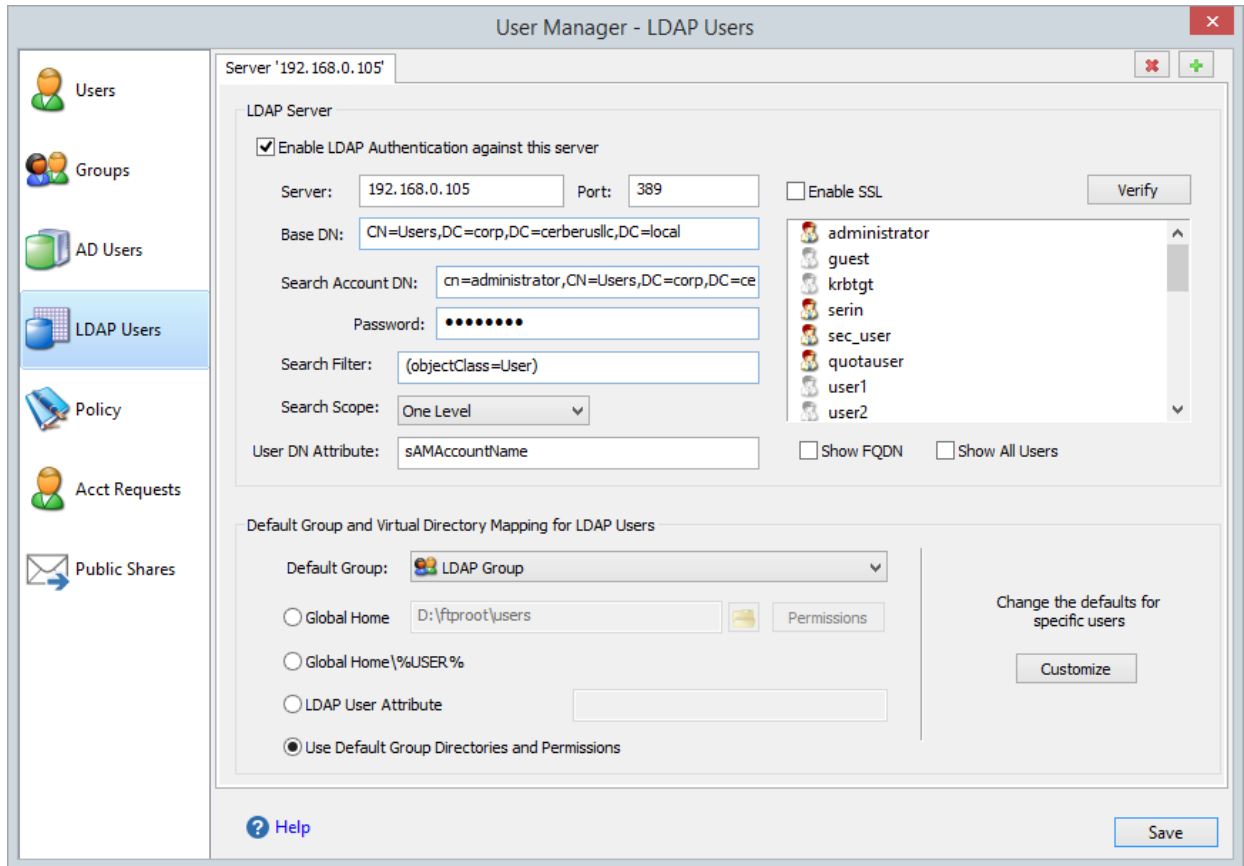 User Manager - LDAP Users
Users
Groups
AD Users
LDAP Users
Policy
Acct Requests
Public Shares
Server '192.168.0.105'
LDAP Server
Enable LDAP Authentication against this server
Server: 192.168.0.105 Port: 389 Enable SSL Verify
Base DN: CN=Users,DC=corp,DC=cerberusllc,DC=local
Search Account DN: cn=administrator,CN=Users,DC=corp,DC=ce
Password: ●●●●●●●●
Search Filter: (objectClass=User)
Search Scope: One Level
User DN Attribute: sAMAccountName
administrator
guest
krbtgt
serin
sec_user
quotauser
user1
user2
Show FQDN Show All Users
Default Group and Virtual Directory Mapping for LDAP Users
Default Group: LDAP Group
Global Home D:\ftproot\users Permissions
Global Home\%USER%
LDAP User Attribute
Use Default Group Directories and Permissions
Change the defaults for
specific users
Customize
Help
Save